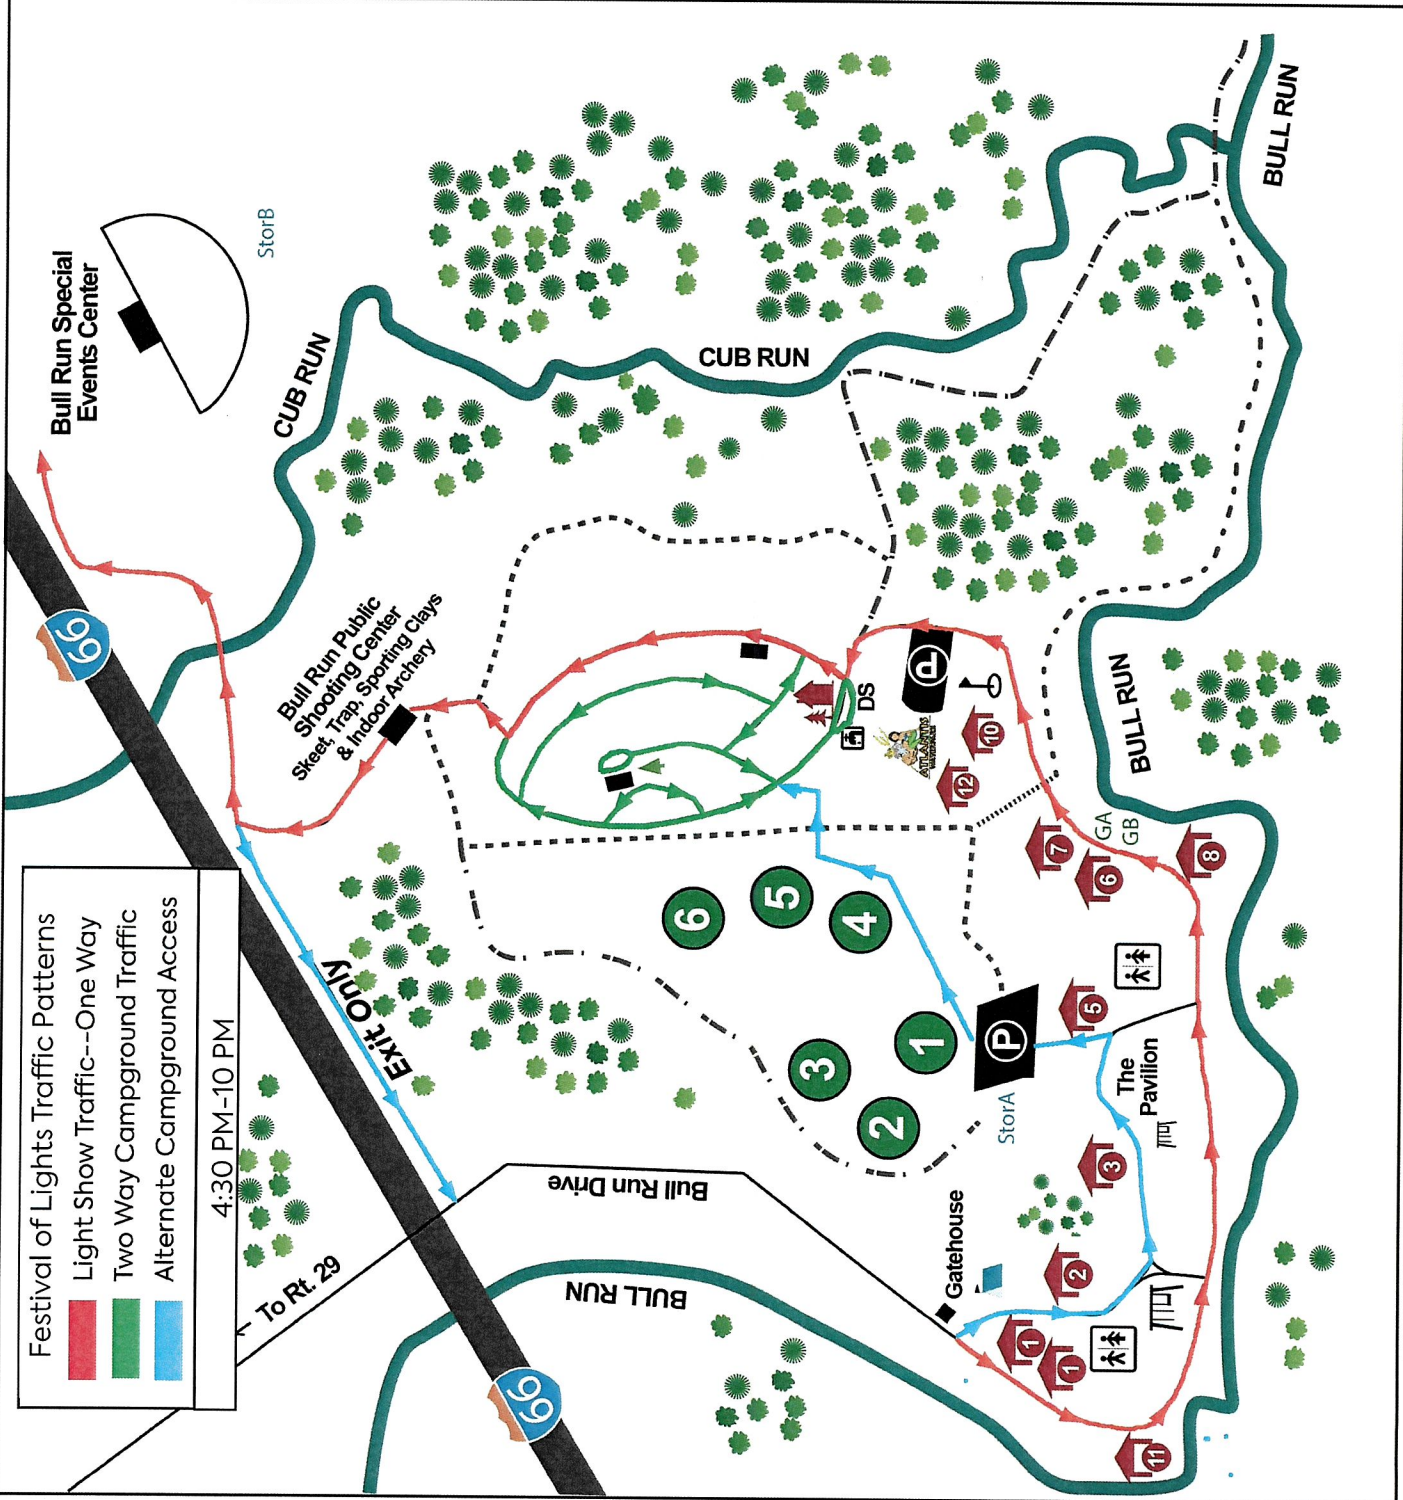 Festival of Lights Traffic Patterns
Light Show Traffic--One Way
Two Way Campground Traffic
Alternate Campground Access
4:30 PM-10 PM
To Rt. 29
66
66
Exit Only
Bull Run Special
Events Center
StorB
CUB RUN
CUB RUN
BULL RUN
BULL RUN
BULL RUN
Bull Run Drive
Bull Run Public
Shooting Center
Skeet, Trap, Sporting Clays
& Indoor Archery
DS
ATLANTIS
P
P
6
5
4
3
2
1
StorA
Gatehouse
The
Pavilion
GA
GB
1
1
2
3
5
6
7
8
10
11
12